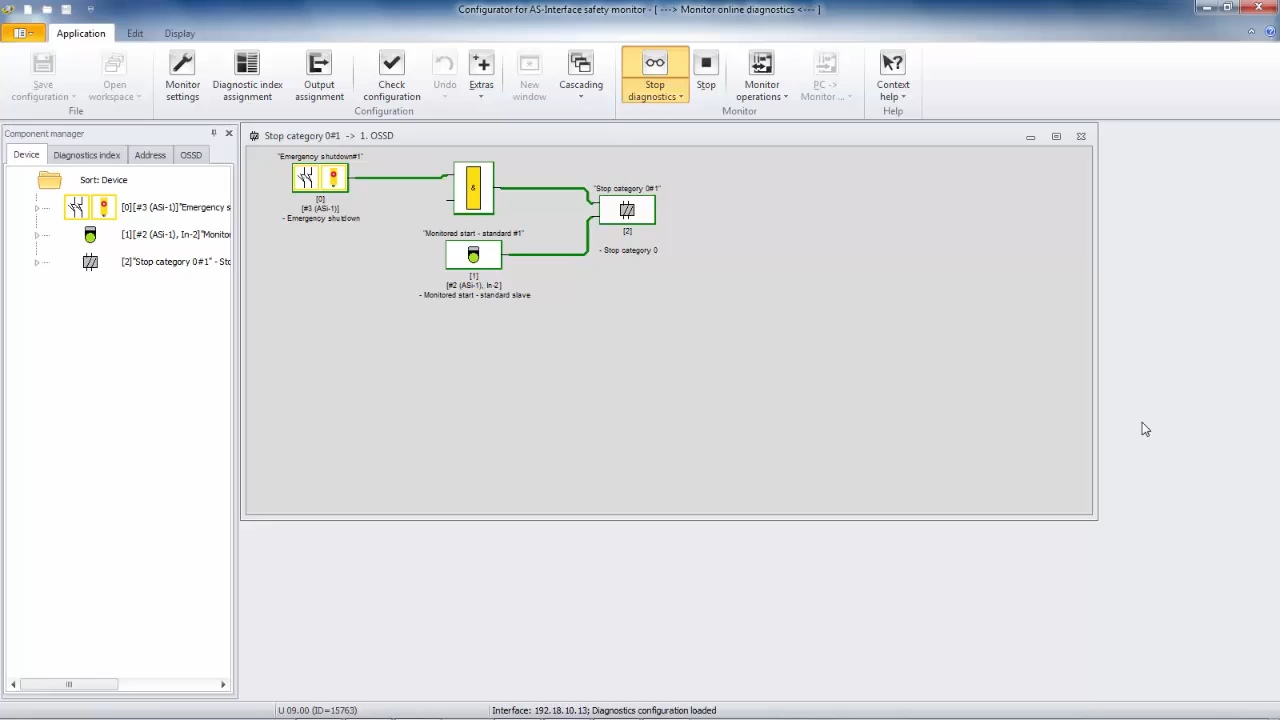 Configurator for AS-Interface safety monitor - [ ---> Monitor online diagnostics <--- ]
Application
Edit
Display
Save configuration
Open workspace
File
Monitor settings
Diagnostic index assignment
Output assignment
Check configuration
Undo
Extras
Configuration
New window
Cascading
Stop diagnostics
Stop
Monitor operations
PC -> Monitor ...
Monitor
Context help
Help
Component manager
Device
Diagnostics index
Address
OSSD
Sort: Device
[0][#3 (ASi-1)]"Emergency s
[1][#2 (ASi-1), In-2]"Monito
[2]"Stop category 0#1" - Sto
Stop category 0#1 -> 1. OSSD
"Emergency shutdown#1"
[0]
[#3 (ASi-1)]
- Emergency shutdown
&
"Stop category 0#1"
[2]
- Stop category 0
"Monitored start - standard #1"
[1]
[#2 (ASi-1), In-2]
- Monitored start - standard slave
U 09.00 (ID=15763)
Interface: 192.18.10.13; Diagnostics configuration loaded